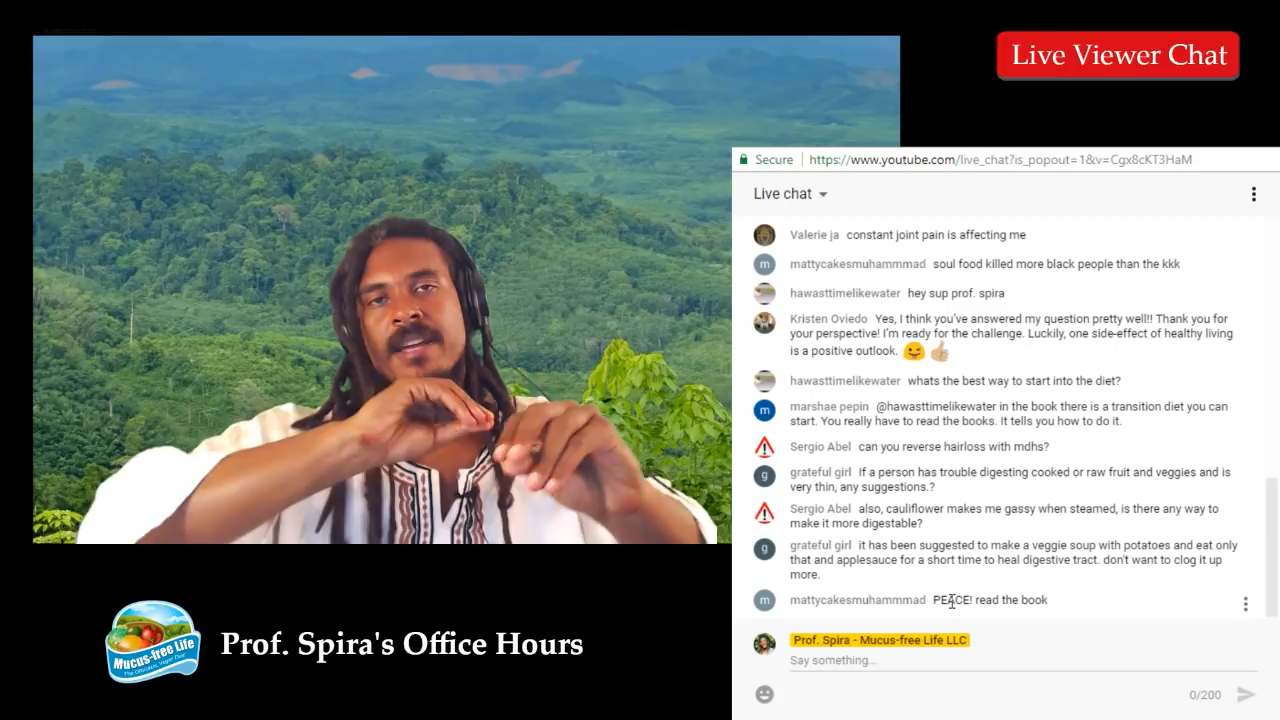 Live Viewer Chat
Secure https://www.youtube.com/live_chat?is_popout=1&v=Cgx8cKT3HaM
Live chat
Valerie ja constant joint pain is affecting me
m mattycakesmuhammmad soul food killed more black people than the kkk
hawasttimelikewater hey sup prof. spira
Kristen Oviedo Yes, I think you've answered my question pretty well!! Thank you for
your perspective! I'm ready for the challenge. Luckily, one side-effect of healthy living
is a positive outlook.
hawasttimelikewater whats the best way to start into the diet?
m marshae pepin @hawasttimelikewater in the book there is a transition diet you can
start. You really have to read the books. It tells you how to do it.
Sergio Abel can you reverse hairloss with mdhs?
g grateful girl If a person has trouble digesting cooked or raw fruit and veggies and is
very thin, any suggestions.?
Sergio Abel also, cauliflower makes me gassy when steamed, is there any way to
make it more digestable?
g grateful girl it has been suggested to make a veggie soup with potatoes and eat only
that and applesauce for a short time to heal digestive tract. don't want to clog it up
more.
m mattycakesmuhammmad PEACE! read the book
Prof. Spira - Mucus-free Life LLC
Say something...
0/200
Mucus-free Life
The ORIGINAL Vegan Diet
Prof. Spira's Office Hours